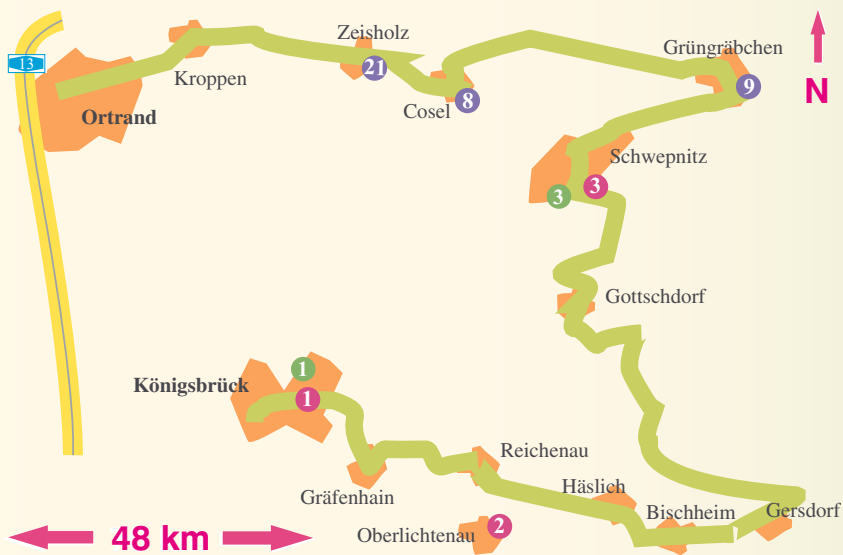 Zeisholz
Grüngräbchen
13
Kroppen
21
N
Cosel
8
9
Ortrand
Schwepnitz
3
3
Gottschdorf
1
Königsbrück
1
Reichenau
Gräfenhain
Häslich
Bischheim
Gersdorf
Oberlichtenau
2
48 km